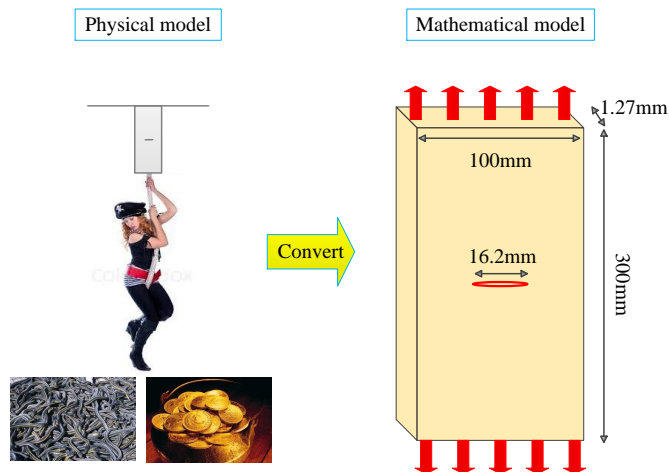 Physical model
Mathematical model
1.27mm
100mm
Convert
16.2mm
300mm